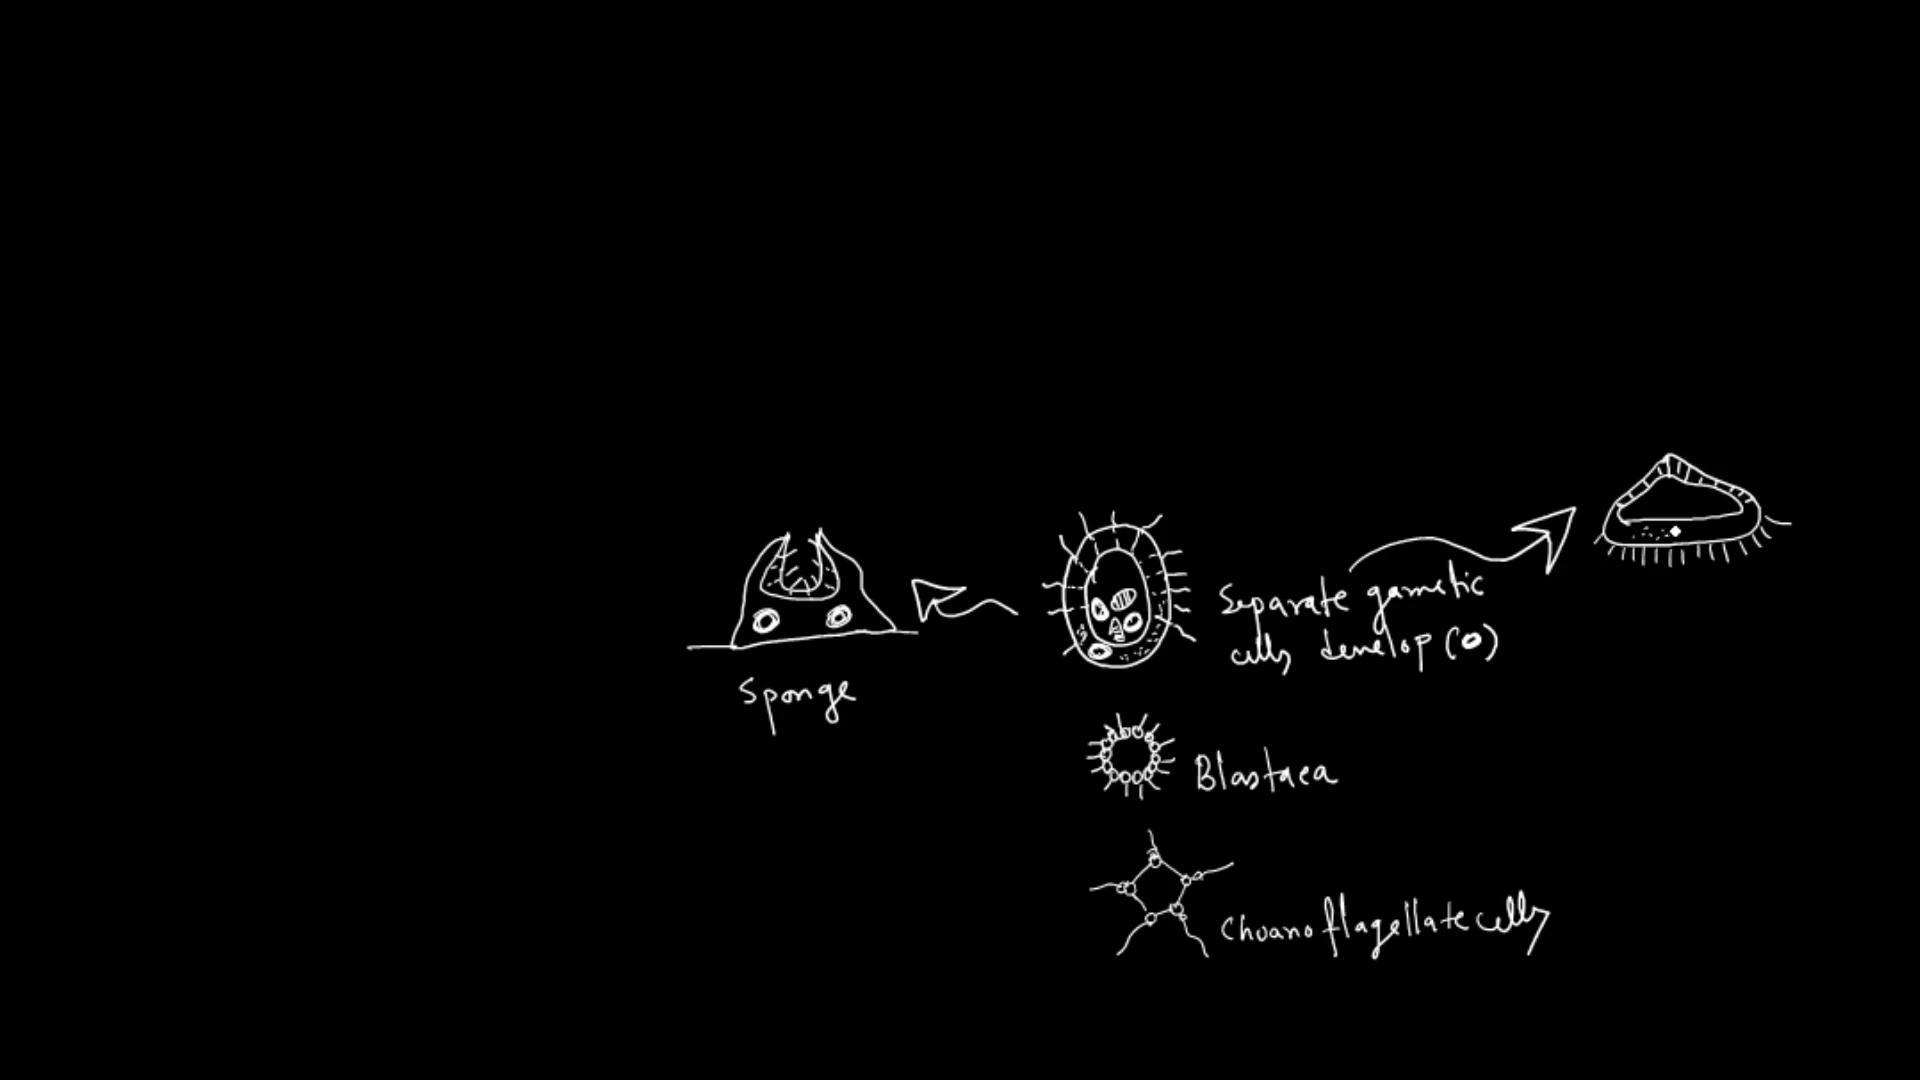 Separate gametic
cells develop (o)
Sponge
Blastaea
Choanoflagellate cells